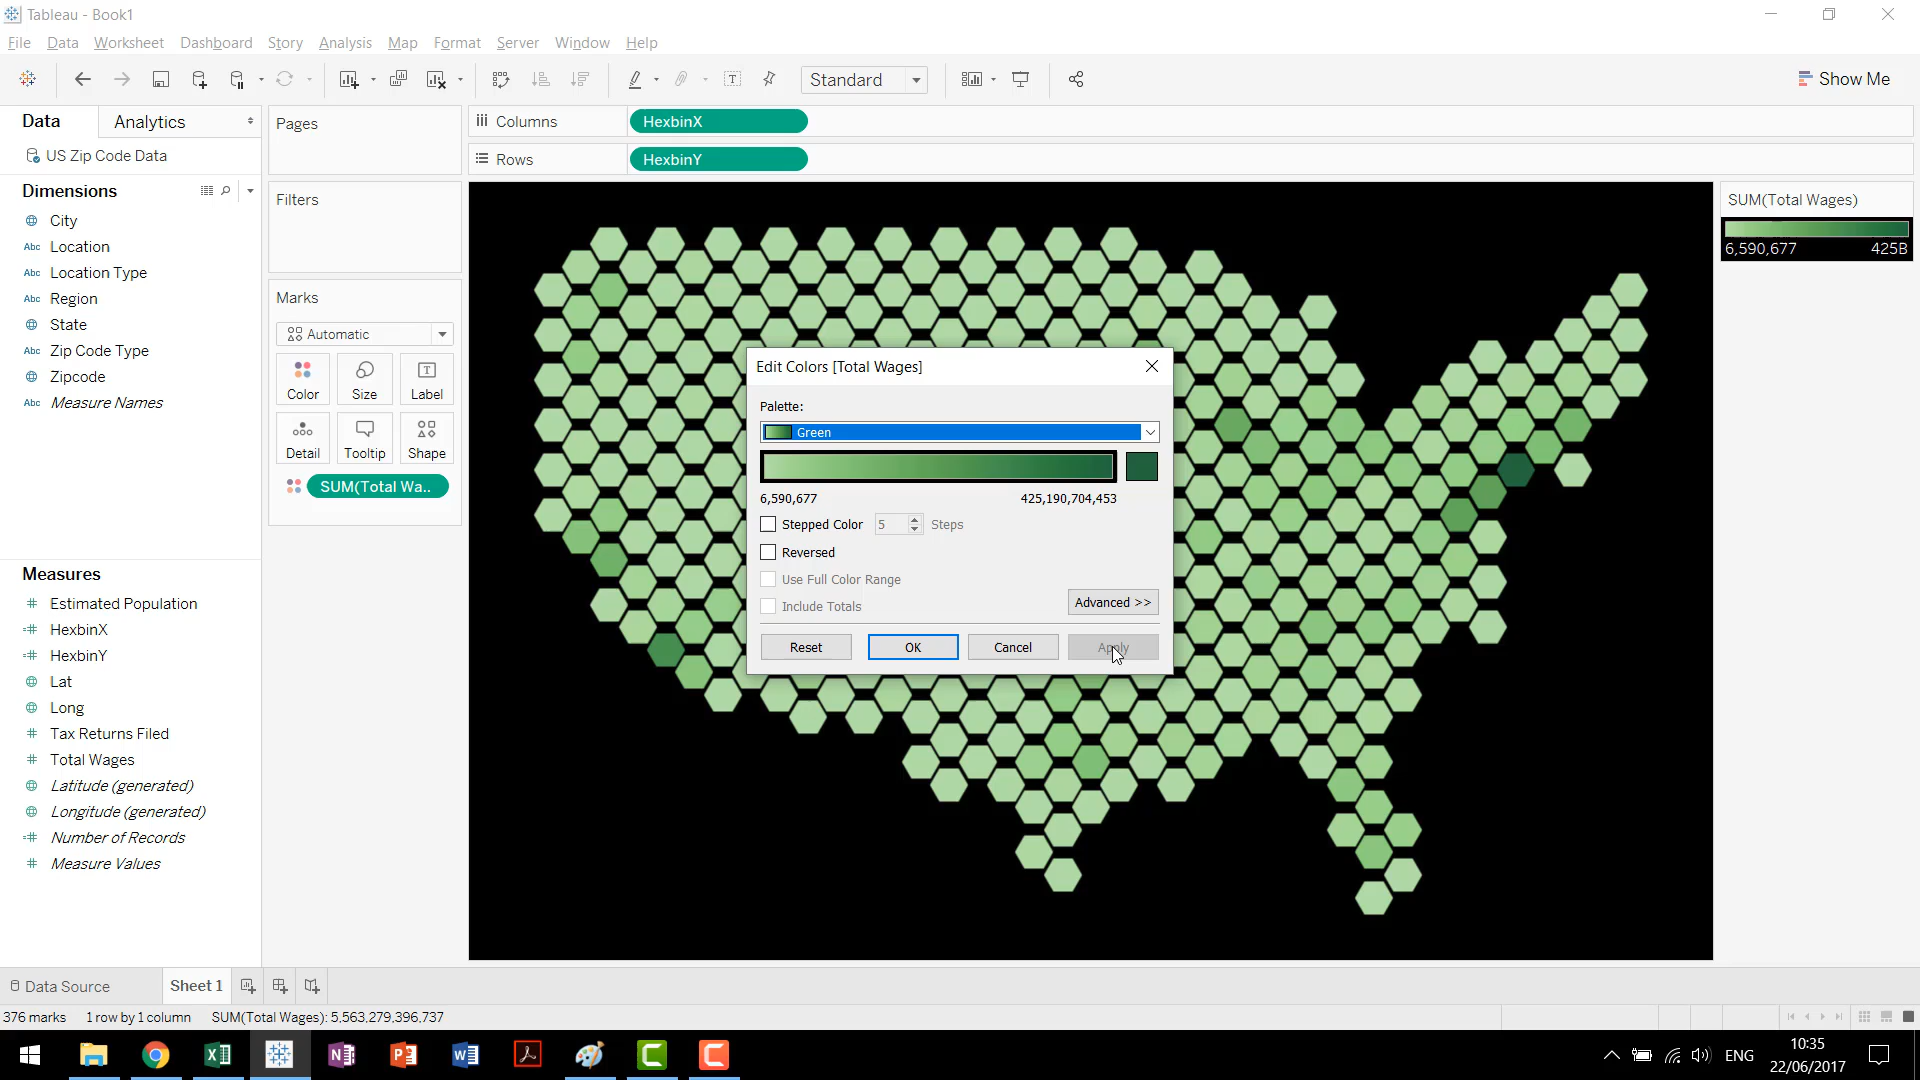 Tableau - Book1
File Data Worksheet Dashboard Story Analysis Map Format Server Window Help
Standard
Show Me
Data
Analytics
US Zip Code Data
Dimensions
City
Abc Location
Abc Location Type
Abc Region
State
Abc Zip Code Type
Abc Zipcode
Abc Measure Names
Measures
# Estimated Population
=# HexbinX
=# HexbinY
Lat
Long
# Tax Returns Filed
# Total Wages
Latitude (generated)
Longitude (generated)
=# Number of Records
# Measure Values
Pages
Filters
Marks
Automatic
Color
Size
T
Label
Detail
Tooltip
Shape
SUM(Total Wa..
Columns
HexbinX
Rows
HexbinY
Edit Colors [Total Wages]
Palette:
Green
6,590,677
425,190,704,453
Stepped Color 5 Steps
Reversed
Use Full Color Range
Include Totals
Advanced >>
Reset
OK
Cancel
Apply
SUM(Total Wages)
6,590,677
425B
Data Source
Sheet 1
376 marks 1 row by 1 column SUM(Total Wages): 5,563,279,396,737
ENG
10:35
22/06/2017